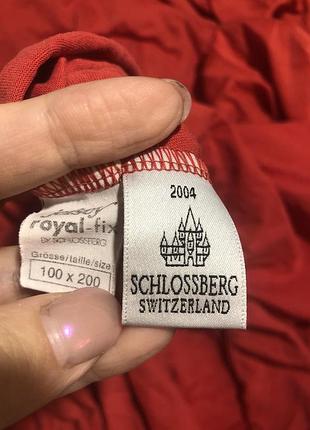 royal-fix
BY SCHLOSSBERG
Grösse/taille/size
100 x 200
2004
SCHLOSSBERG
SWITZERLAND